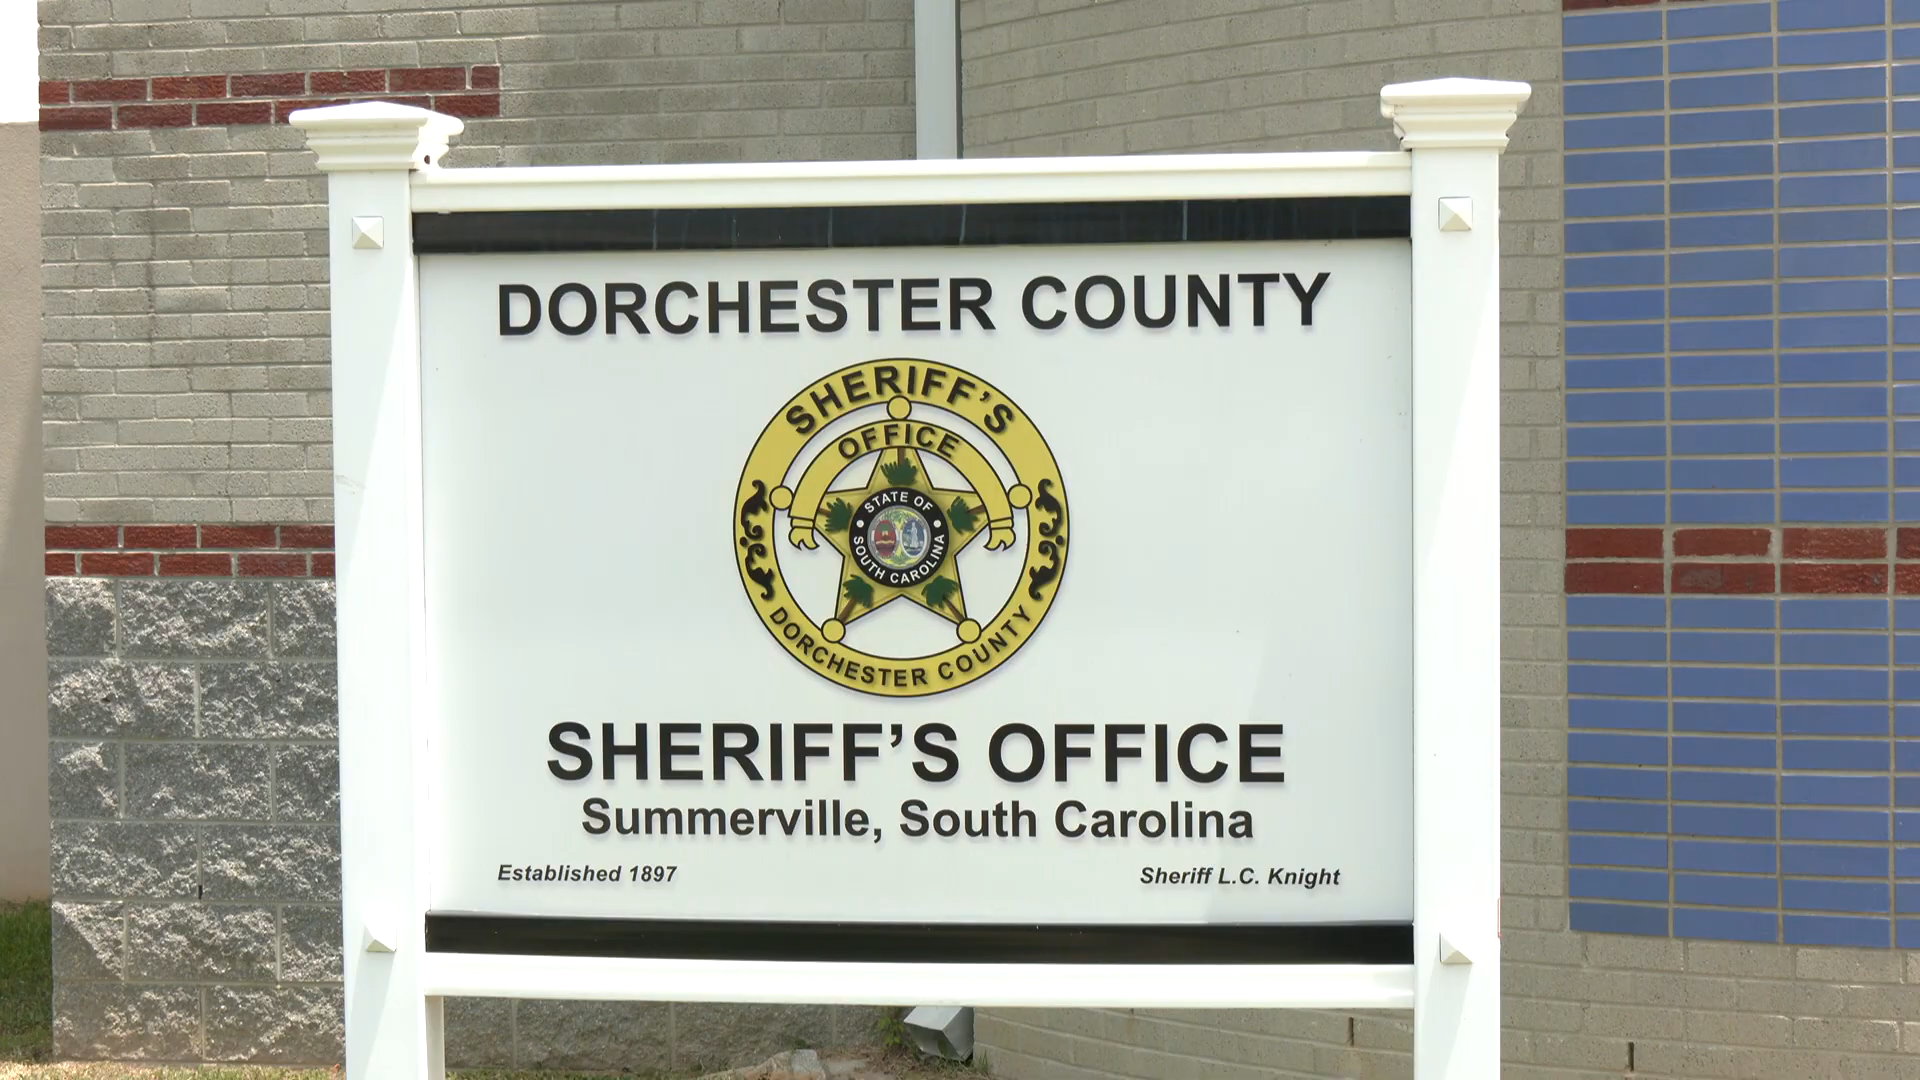 DORCHESTER COUNTY
SHERIFF'S
OFFICE
STATE OF
SOUTH CAROLINA
DORCHESTER COUNTY
SHERIFF'S OFFICE
Summerville, South Carolina
Established 1897
Sheriff L.C. Knight